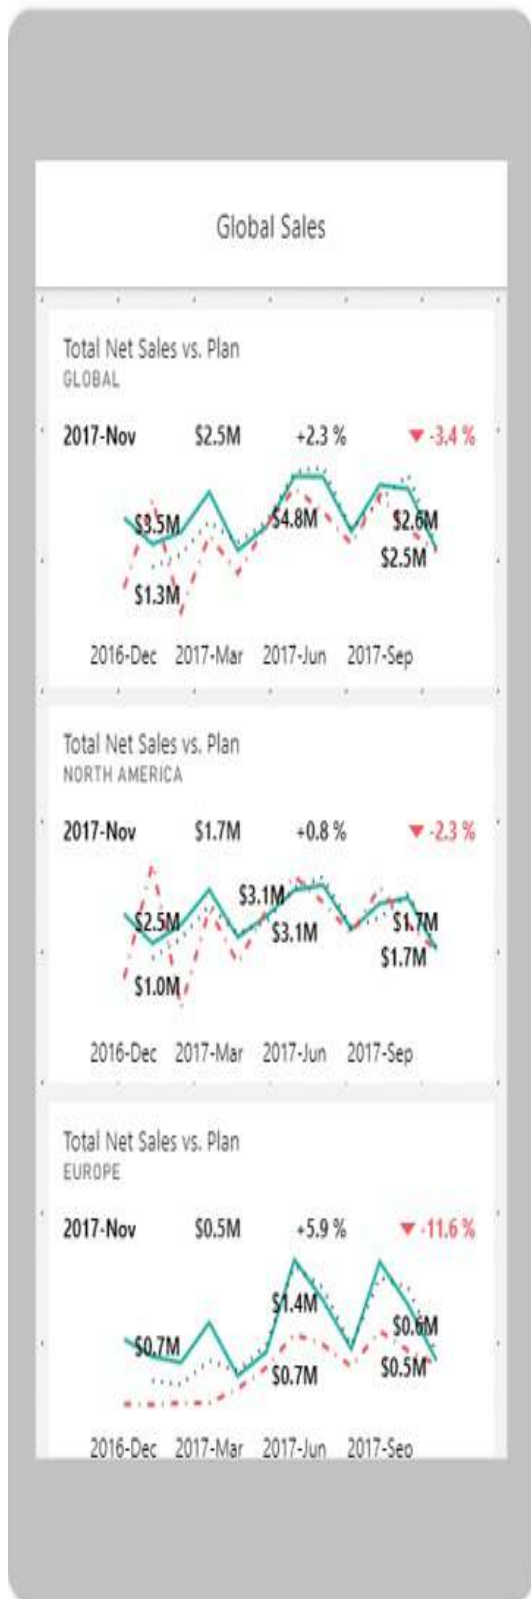 Global Sales
Total Net Sales vs. Plan
GLOBAL
2017-Nov $2.5M +2.3 % ▼ -3.4 %
$3.5M $4.8M $2.6M
$2.5M
$1.3M
2016-Dec 2017-Mar 2017-Jun 2017-Sep
Total Net Sales vs. Plan
NORTH AMERICA
2017-Nov $1.7M +0.8 % ▼ -2.3 %
$3.1M
$2.5M $3.1M $1.7M
$1.7M
$1.0M
2016-Dec 2017-Mar 2017-Jun 2017-Sep
Total Net Sales vs. Plan
EUROPE
2017-Nov $0.5M +5.9 % ▼ -11.6 %
$1.4M
$0.7M $0.6M
$0.7M $0.5M
2016-Dec 2017-Mar 2017-Jun 2017-Sep